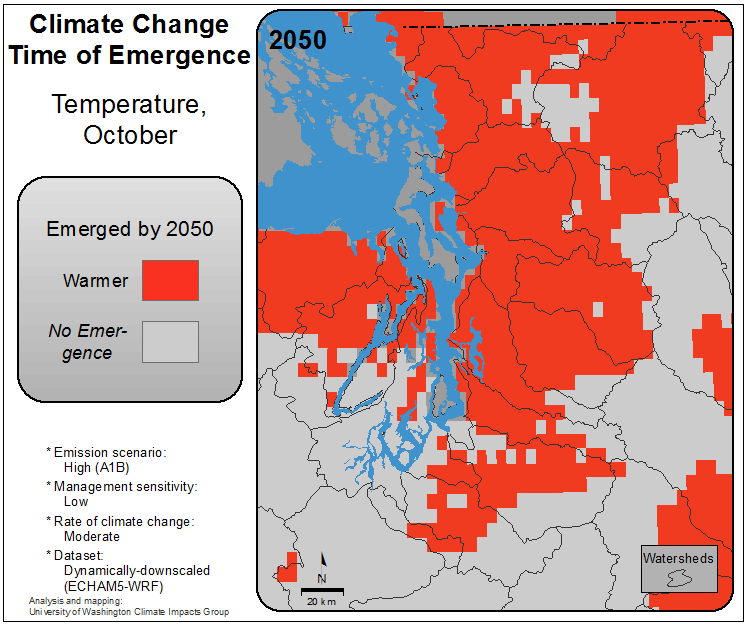 Climate Change
Time of Emergence
Temperature,
October
Emerged by 2050
Warmer
No Emer-
gence
* Emission scenario:
High (A1B)
* Management sensitivity:
Low
* Rate of climate change:
Moderate
* Dataset:
Dynamically-downscaled
(ECHAM5-WRF)
Analysis and mapping:
University of Washington Climate Impacts Group
2050
N
20 km
Watersheds